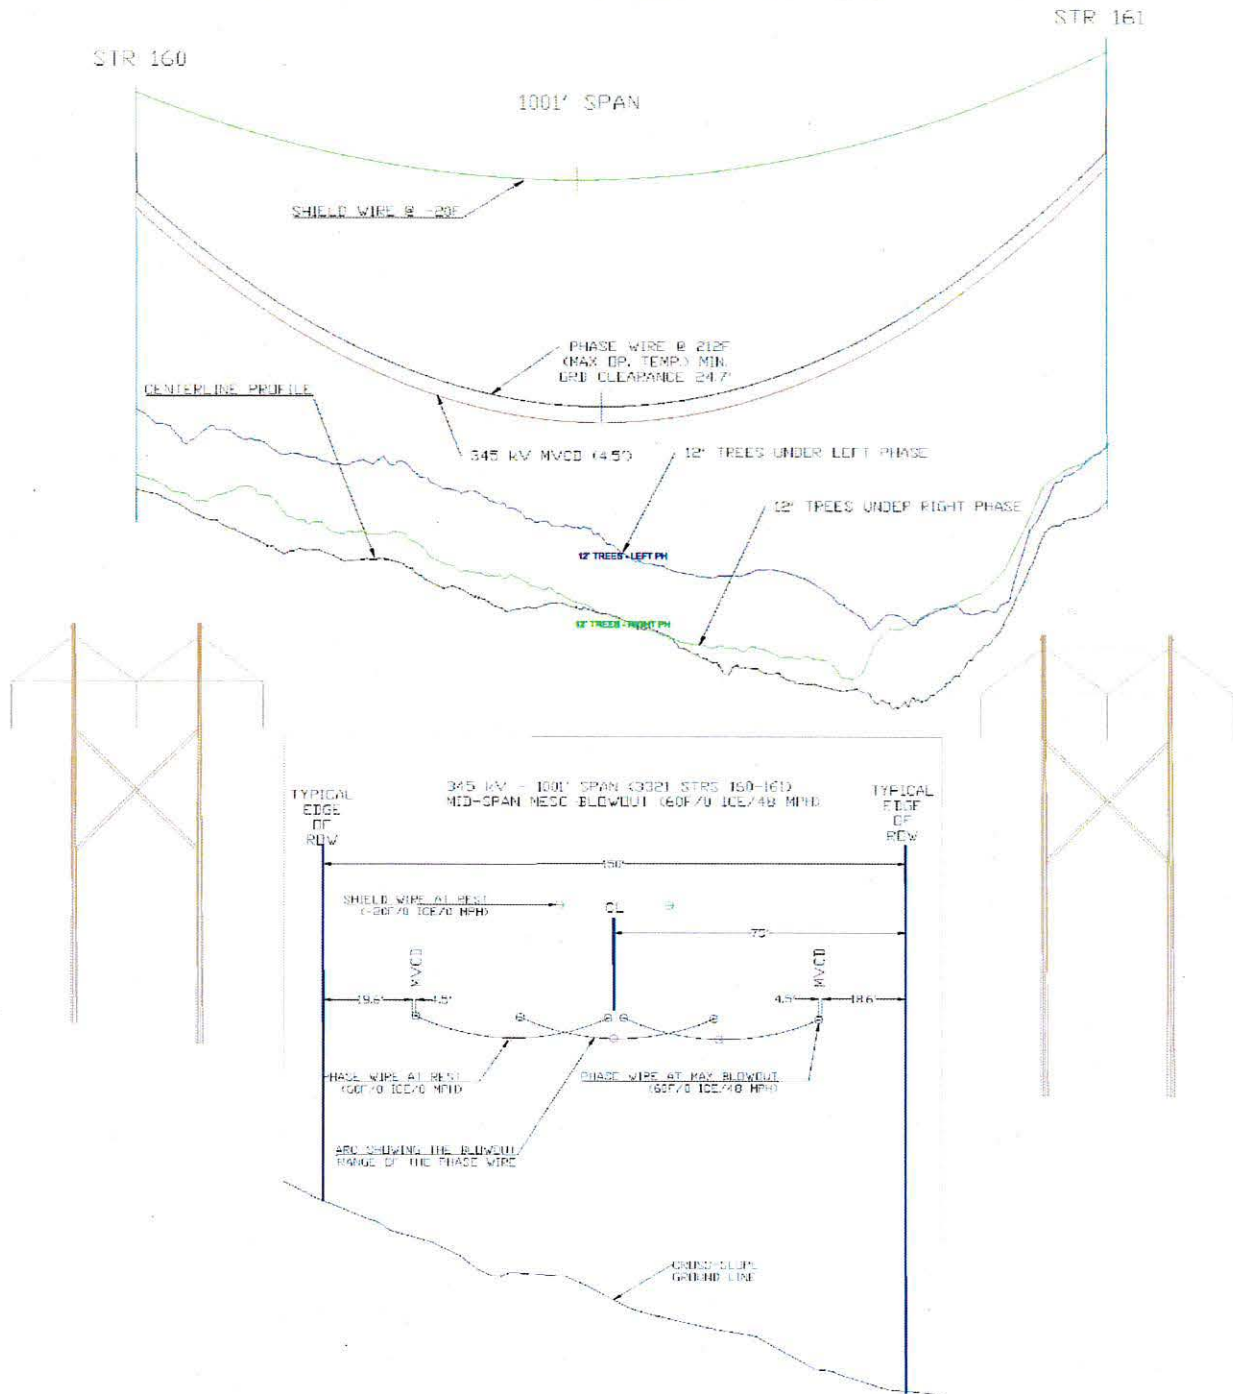 STR 161
STR 160
1001' SPAN
SHIELD WIRE @ -20F
PHASE WIRE @ 212F
(MAX OP. TEMP.) MIN.
GRD CLEARANCE 24.7'
CENTERLINE PROFILE
345 kV MVCD (4.5')
12' TREES UNDER LEFT PHASE
12' TREES UNDER RIGHT PHASE
12' TREES - LEFT PH
12' TREES - RIGHT PH
345 kV - 1001' SPAN (3321 STRS 160-161)
MID-SPAN NESC BLOWOUT (60F/0 ICE/48 MPH)
TYPICAL
EDGE
OF
ROW
TYPICAL
EDGE
OF
ROW
150'
SHIELD WIRE AT REST
(-20F/0 ICE/0 MPH)
CL
75'
MVCD
MVCD
19.6'
4.5'
4.5'
18.6'
PHASE WIRE AT REST
(60F/0 ICE/0 MPH)
PHASE WIRE AT MAX BLOWOUT
(60F/0 ICE/48 MPH)
ARC SHOWING THE BLOWOUT
RANGE OF THE PHASE WIRE
CROSS-SLOPE
GROUND LINE